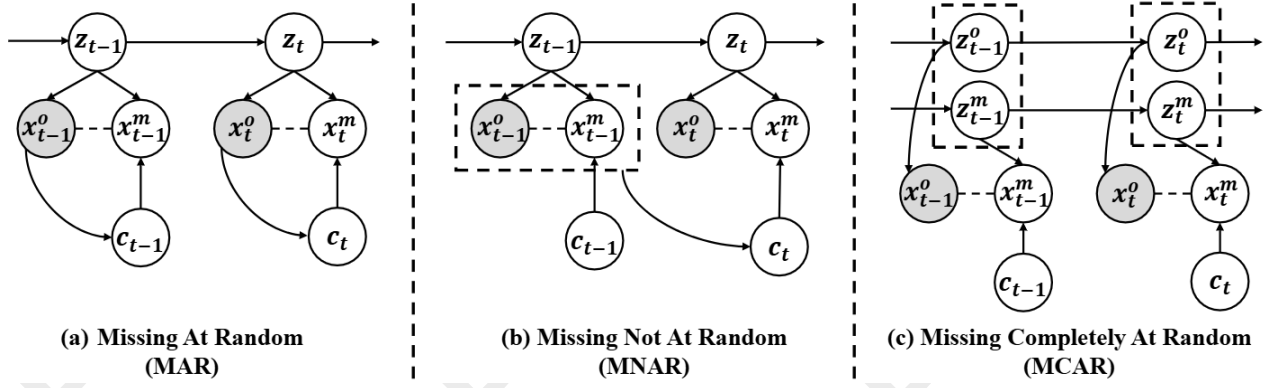 z_{t-1} z_t
x^o_{t-1} x^m_{t-1} x^o_t x^m_t
c_{t-1} c_t
(a) Missing At Random
(MAR)
z_{t-1} z_t
x^o_{t-1} x^m_{t-1} x^o_t x^m_t
c_{t-1} c_t
(b) Missing Not At Random
(MNAR)
z^o_{t-1} z^o_t
z^m_{t-1} z^m_t
x^o_{t-1} x^m_{t-1} x^o_t x^m_t
c_{t-1} c_t
(c) Missing Completely At Random
(MCAR)